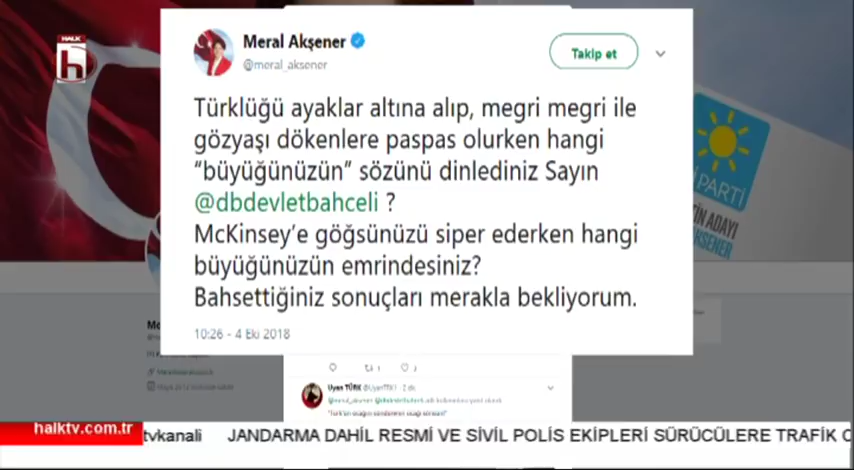 HALK
h
Meral Akşener
@meral_aksener
Takip et
Türklüğü ayaklar altına alıp, megri megri ile
gözyaşı dökenlere paspas olurken hangi
“büyüğünüzün” sözünü dinlediniz Sayın
@dbdevletbahceli ?
McKinsey’e göğsünüzü siper ederken hangi
büyüğünüzün emrindesiniz?
Bahsettiğiniz sonuçları merakla bekliyorum.
10:26 - 4 Eki 2018
PARTİ
ADAYI
Uyan TÜRK
halktv.com.tr
tvkanali JANDARMA DAHİL RESMİ VE SİVİL POLİS EKİPLERİ SÜRÜCÜLERE TRAFİK